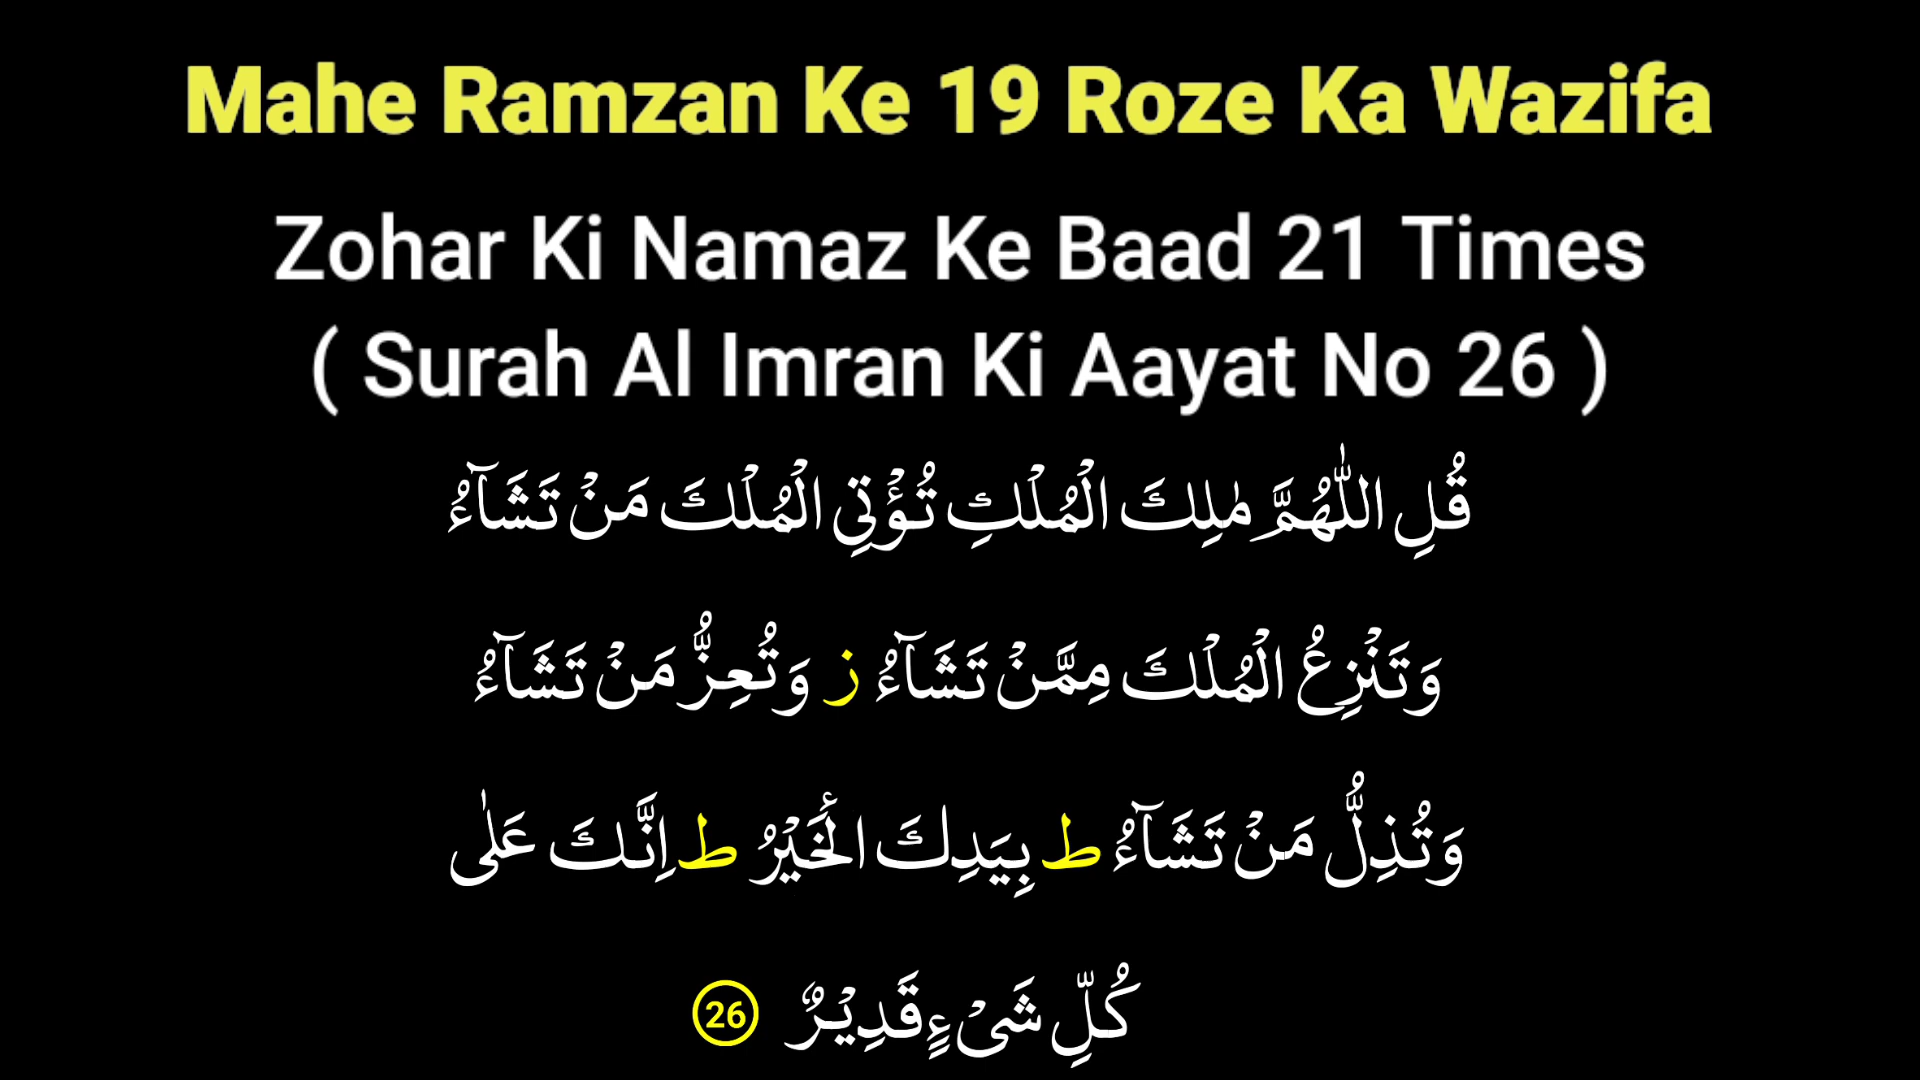 Mahe Ramzan Ke 19 Roze Ka Wazifa
Zohar Ki Namaz Ke Baad 21 Times
( Surah Al Imran Ki Aayat No 26 )
قُلِ اللّٰهُمَّ مٰلِكَ الْمُلْكِ تُؤْتِی الْمُلْكَ مَنْ تَشَآءُ
وَتَنْزِعُ الْمُلْكَ مِمَّنْ تَشَآءُ ز وَتُعِزُّ مَنْ تَشَآءُ
وَتُذِلُّ مَنْ تَشَآءُ ط بِيَدِكَ الْخَيْرُ ط اِنَّكَ عَلٰی
كُلِّ شَیْءٍ قَدِيْرٌ 26